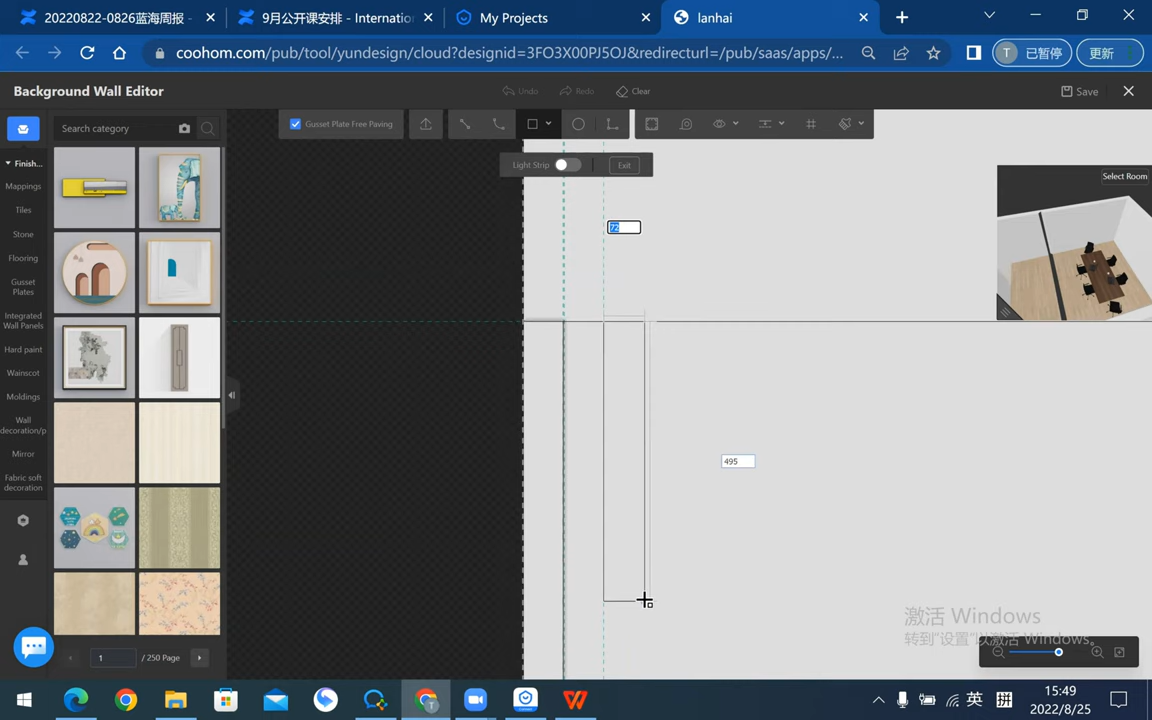 20220822-0826蓝海周报 -
9月公开课安排 - Internatio
My Projects
lanhai
coohom.com/pub/tool/yundesign/cloud?designid=3FO3X00PJ5OJ&redirecturl=/pub/saas/apps/...
T 已暂停
更新
Background Wall Editor
Undo
Redo
Clear
Save
Search category
Gusset Plate Free Paving
Light Strip
Exit
Select Room
Finish...
Mappings
Tiles
Stone
Flooring
Gusset
Plates
Integrated
Wall Panels
Hard paint
Wainscot
Moldings
Wall
decoration/p
Mirror
Fabric soft
decoration
72
495
1 / 250 Page
激活 Windows
转到"设置"以激活 Windows。
英
拼
15:49
2022/8/25